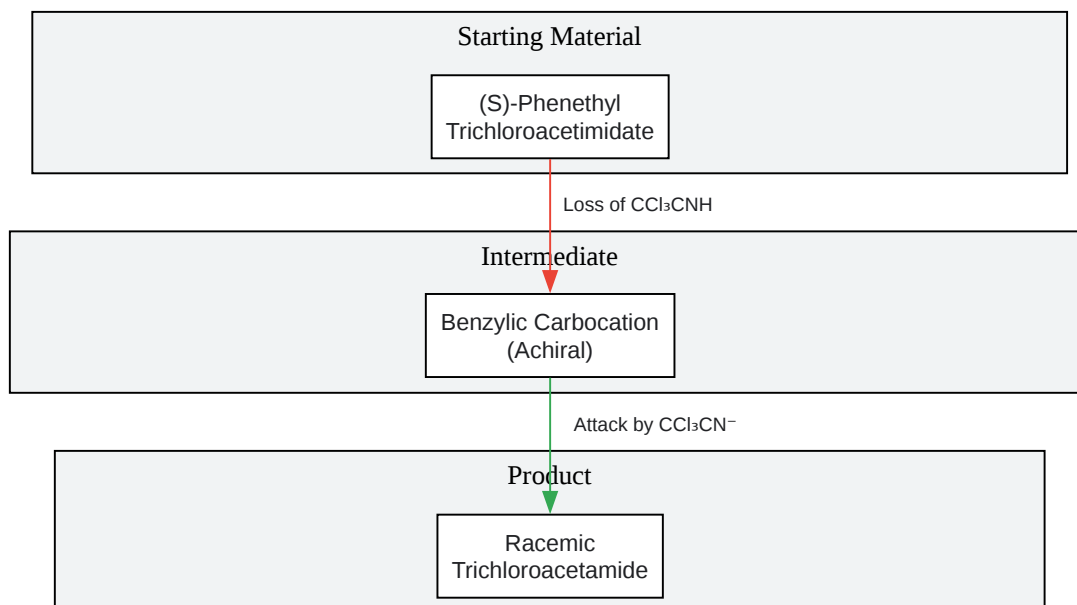 Starting Material
(S)-Phenethyl
Trichloroacetimidate
Loss of CCl₃CNH
Intermediate
Benzylic Carbocation
(Achiral)
Attack by CCl₃CN⁻
Product
Racemic
Trichloroacetamide